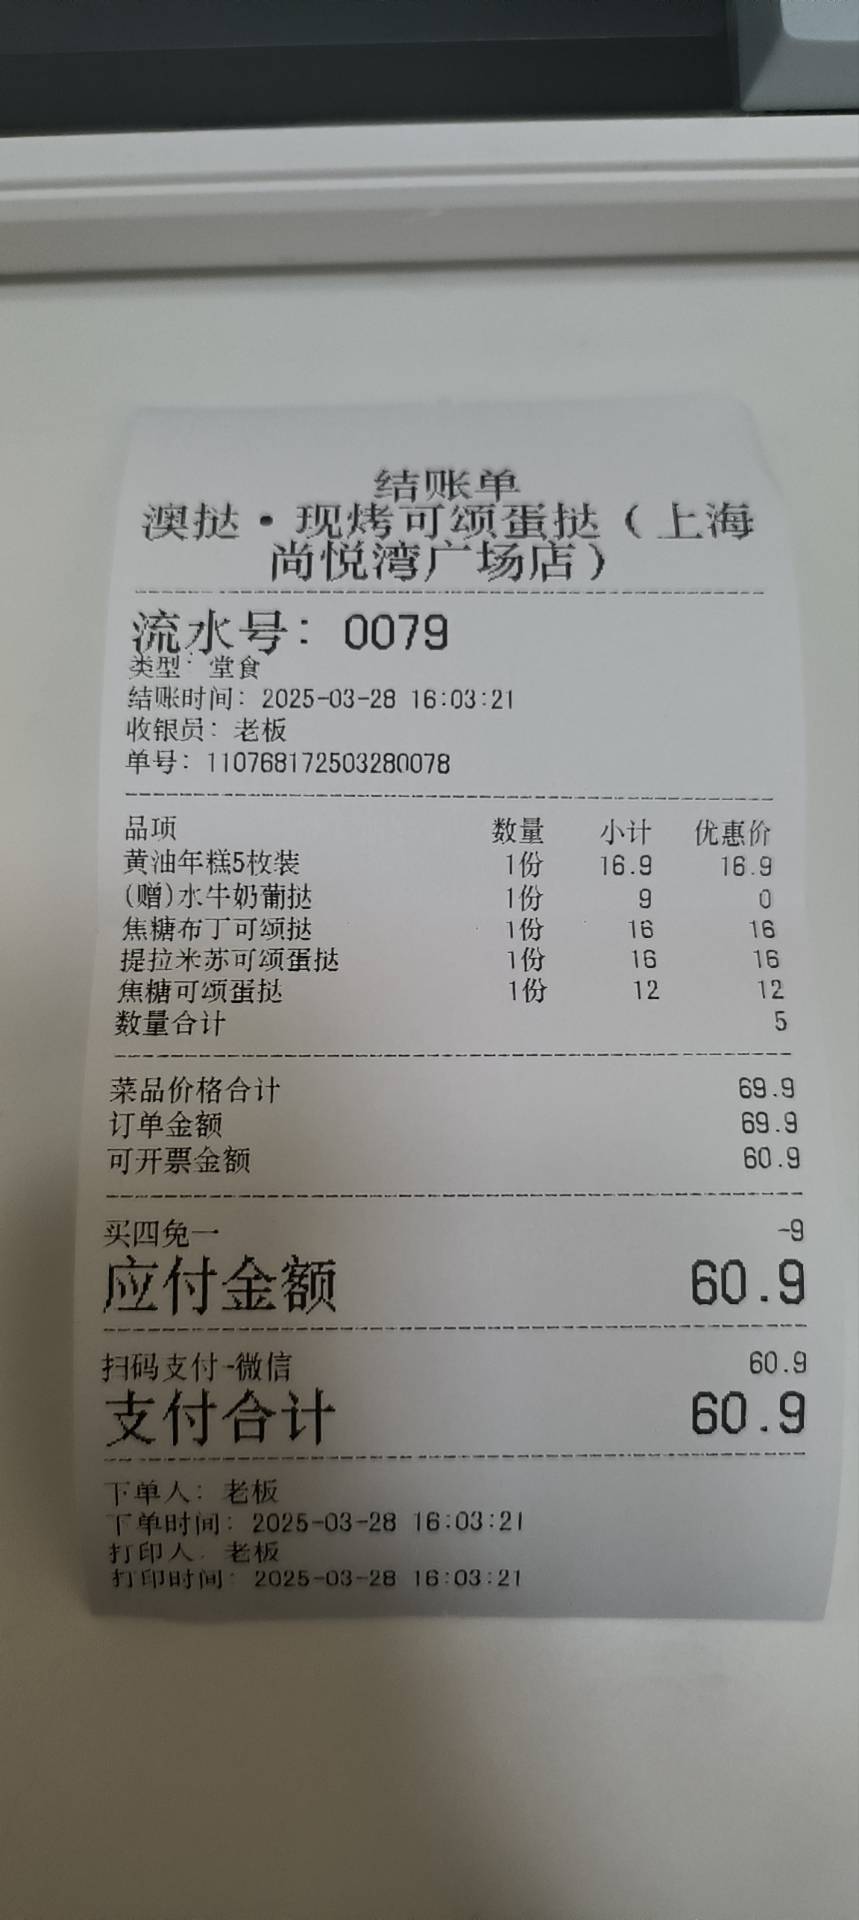 结账单
澳挞·现烤可颂蛋挞（上海
尚悦湾广场店）
流水号: 0079
类型: 堂食
结账时间: 2025-03-28 16:03:21
收银员: 老板
单号: 110768172503280078
品项 数量 小计 优惠价
黄油年糕5枚装 1份 16.9 16.9
(赠)水牛奶葡挞 1份 9 0
焦糖布丁可颂挞 1份 16 16
提拉米苏可颂蛋挞 1份 16 16
焦糖可颂蛋挞 1份 12 12
数量合计 5
菜品价格合计 69.9
订单金额 69.9
可开票金额 60.9
买四免一 -9
应付金额 60.9
扫码支付-微信 60.9
支付合计 60.9
下单人: 老板
下单时间: 2025-03-28 16:03:21
打印人: 老板
打印时间: 2025-03-28 16:03:21